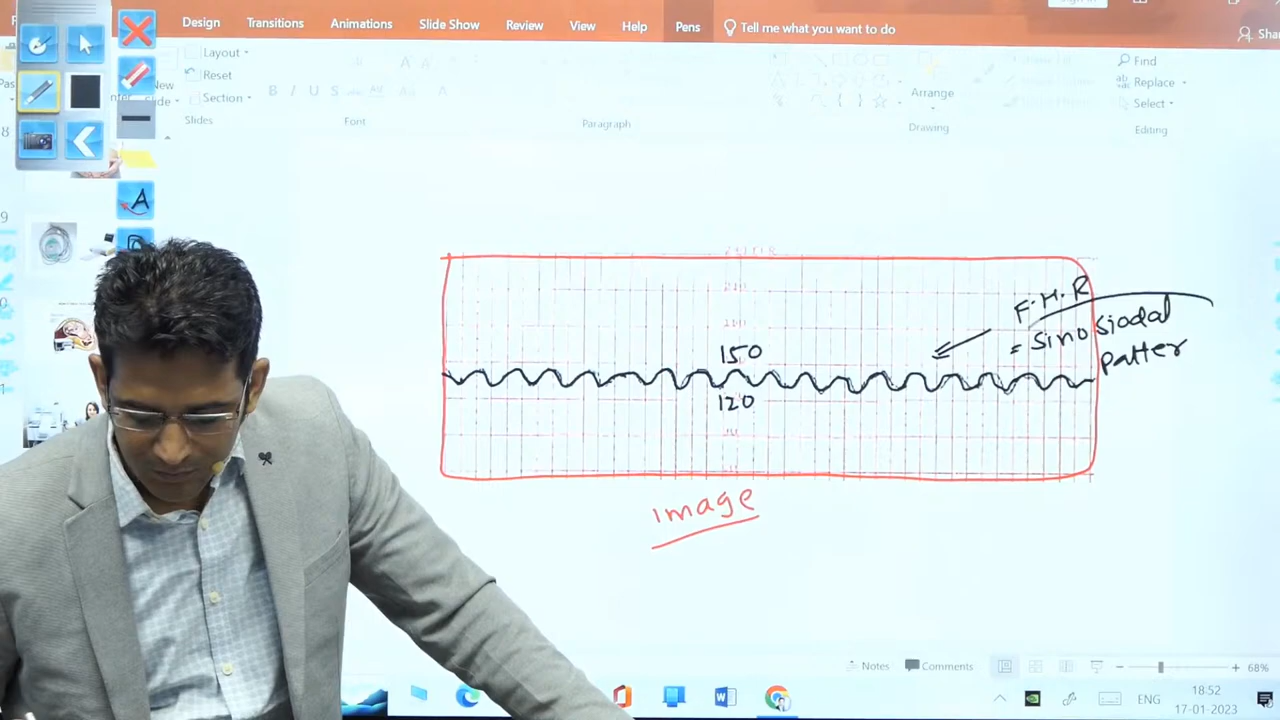 Design Transitions Animations Slide Show Review View Help Pens Tell me what you want to do
Layout
Reset
Section
Slides
Font
Paragraph
Arrange
Drawing
Find
Replace
Select
Editing
F.H.R
= Sinosiodal
Patter
150
120
Image
Notes Comments 68%
ENG
18:52
17-01-2023